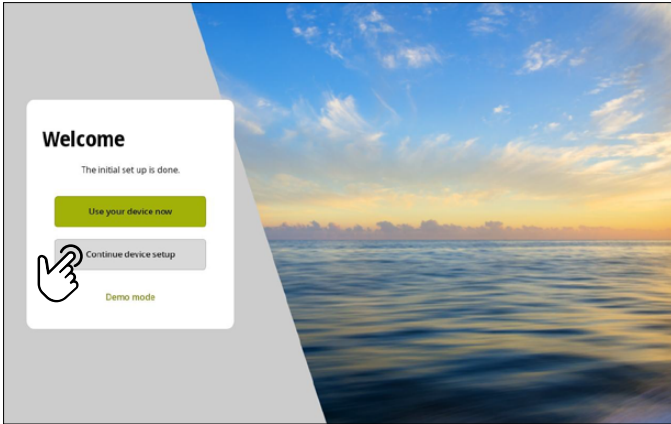 Welcome
The initial set up is done.
Use your device now
Continue device setup
Demo mode